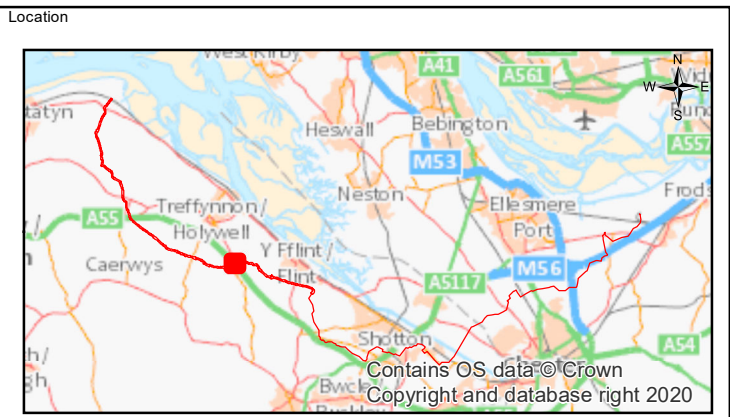 Location
West Kirby
A41
A561
N
W
E
S
tatyn
Heswall
Bebington
M53
A557
Treffynnon /
Holywell
Neston
Ellesmere
Port
Frods
A55
Caerwys
Y Fflint /
Flint
M56
A5117
Shotton
A54
Contains OS data © Crown
Copyright and database right 2020